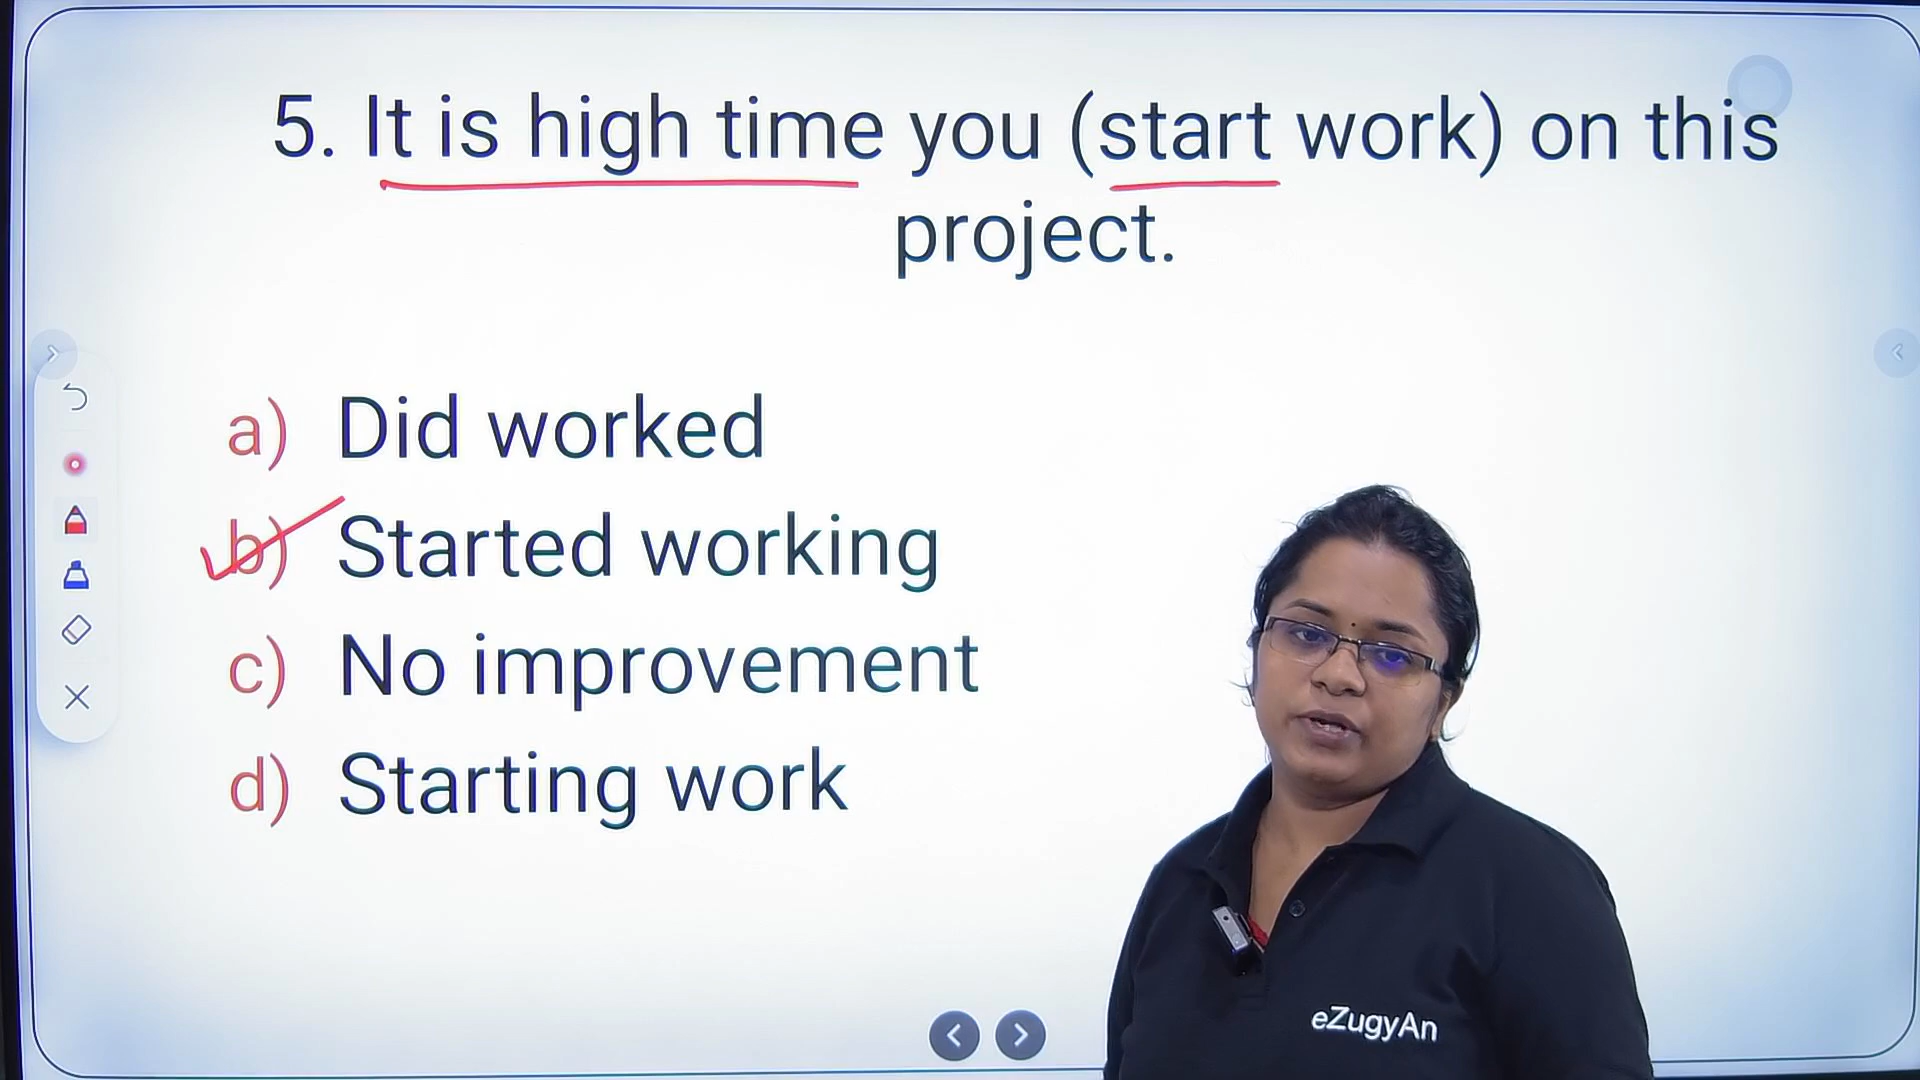 5. It is high time you (start work) on this
project.
a) Did worked
b) Started working
c) No improvement
d) Starting work
eZugyAn